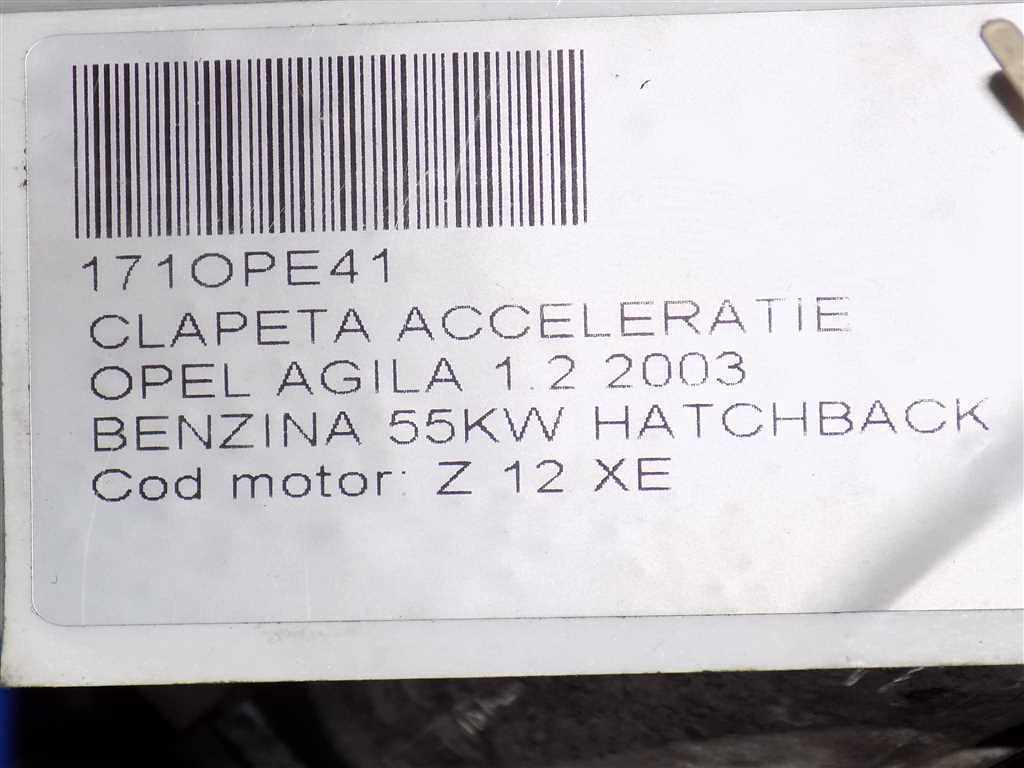 171OPE41
CLAPETA ACCELERATIE
OPEL AGILA 1.2 2003
BENZINA 55KW HATCHBACK
Cod motor: Z 12 XE